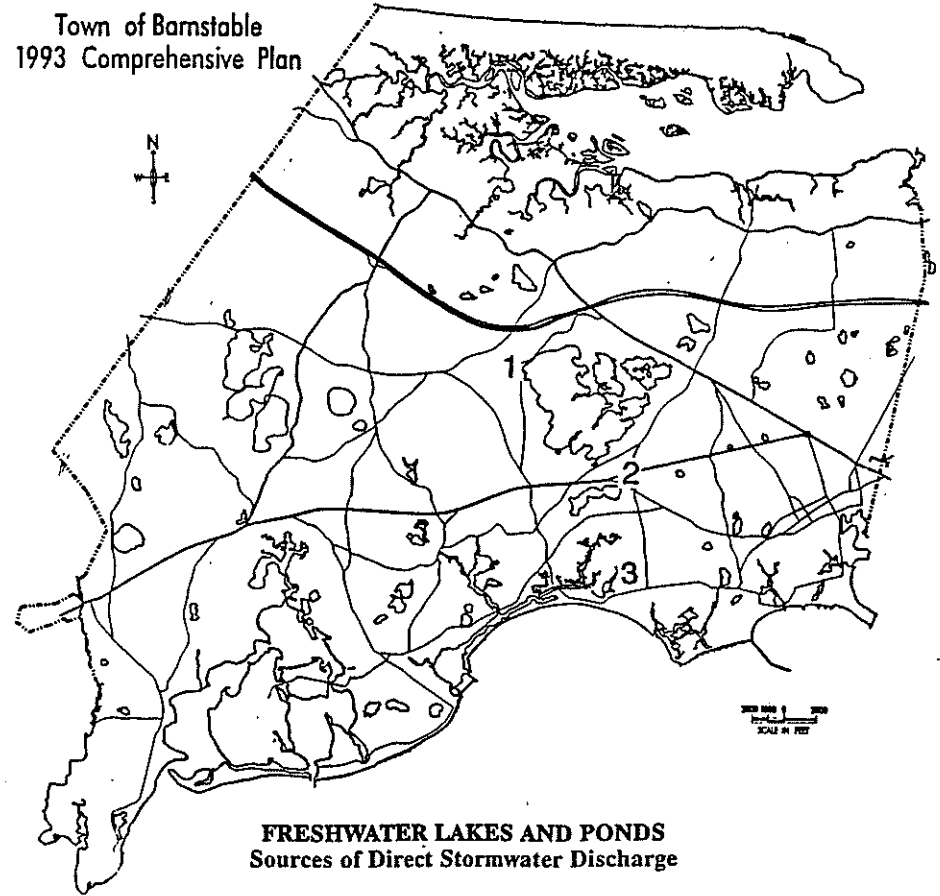 Town of Barnstable
1993 Comprehensive Plan
N
W E
1
2
3
SCALE IN FEET
FRESHWATER LAKES AND PONDS
Sources of Direct Stormwater Discharge